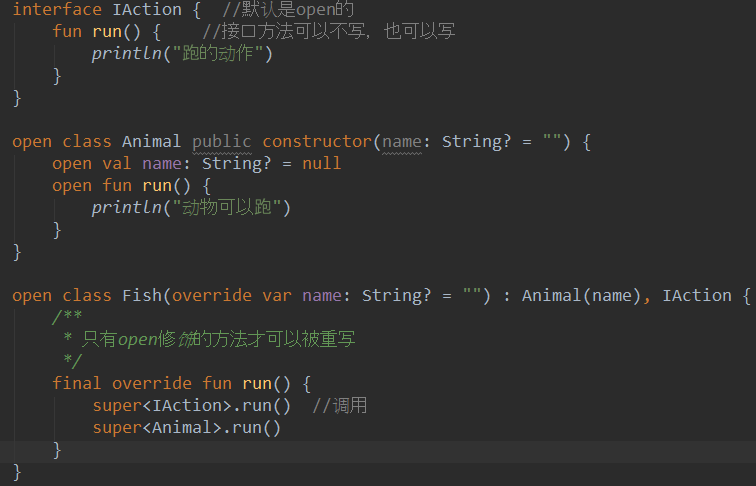 interface IAction {  //默认是open的
    fun run() {    //接口方法可以不写，也可以写
        println("跑的动作")
    }
}
open class Animal public constructor(name: String? = "") {
    open val name: String? = null
    open fun run() {
        println("动物可以跑")
    }
}
open class Fish(override var name: String? = "") : Animal(name), IAction {
    /**
     * 只有open修饰的方法才可以被重写
     */
    final override fun run() {
        super<IAction>.run()  //调用
        super<Animal>.run()
    }
}